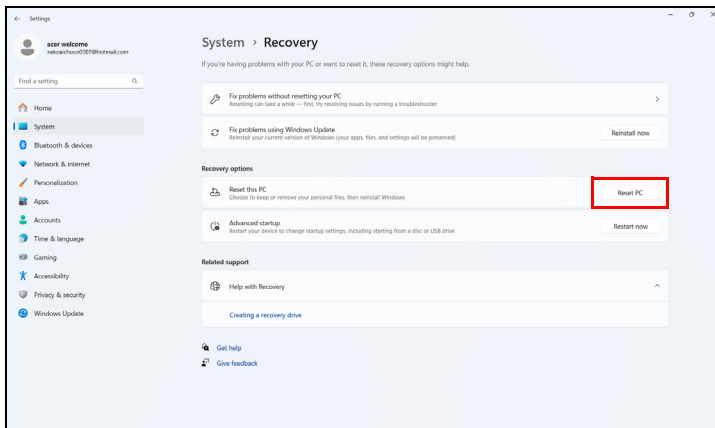 Settings
acer welcome
nekosaichoco0307@hotmail.com
Find a setting
Home
System
Bluetooth & devices
Network & internet
Personalization
Apps
Accounts
Time & language
Gaming
Accessibility
Privacy & security
Windows Update
System > Recovery
If you're having problems with your PC or want to reset it, these recovery options might help.
Fix problems without resetting your PC
Resetting can take a while — first, try resolving issues by running a troubleshooter
Fix problems using Windows Update
Reinstall your current version of Windows (your apps, files, and settings will be preserved)
Reinstall now
Recovery options
Reset this PC
Choose to keep or remove your personal files, then reinstall Windows
Reset PC
Advanced startup
Restart your device to change startup settings, including starting from a disc or USB drive
Restart now
Related support
Help with Recovery
Creating a recovery drive
Get help
Give feedback